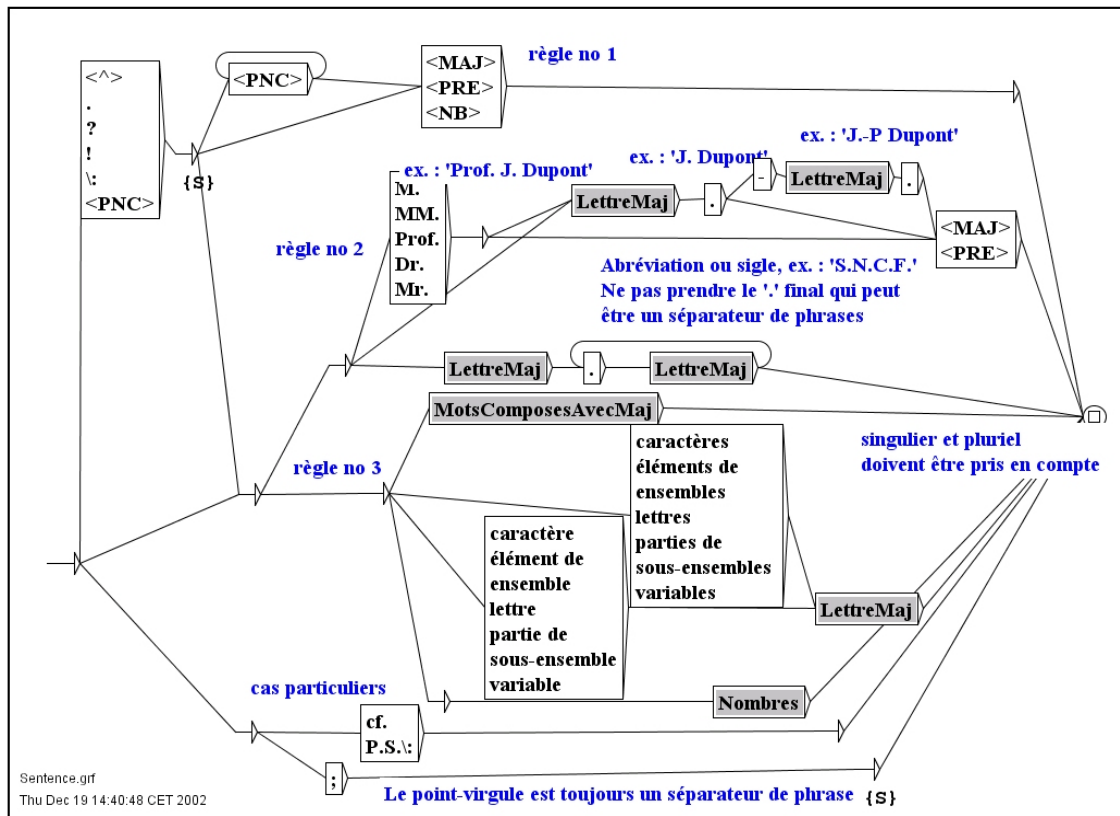 <^>
.
?
!
\:
<PNC>
{S}
<PNC>
<MAJ>
<PRE>
<NB>
règle no 1
ex. : 'Prof. J. Dupont'
ex. : 'J. Dupont'
ex. : 'J.-P Dupont'
règle no 2
M.
MM.
Prof.
Dr.
Mr.
LettreMaj
.
-
LettreMaj
.
<MAJ>
<PRE>
Abréviation ou sigle, ex. : 'S.N.C.F.'
Ne pas prendre le '.' final qui peut
être un séparateur de phrases
LettreMaj
.
LettreMaj
MotsComposesAvecMaj
règle no 3
caractères
éléments de
ensembles
lettres
parties de
sous-ensembles
variables
singulier et pluriel
doivent être pris en compte
caractère
élément de
ensemble
lettre
partie de
sous-ensemble
variable
LettreMaj
Nombres
cas particuliers
cf.
P.S.\:
;
Le point-virgule est toujours un séparateur de phrase
{S}
Sentence.grf
Thu Dec 19 14:40:48 CET 2002